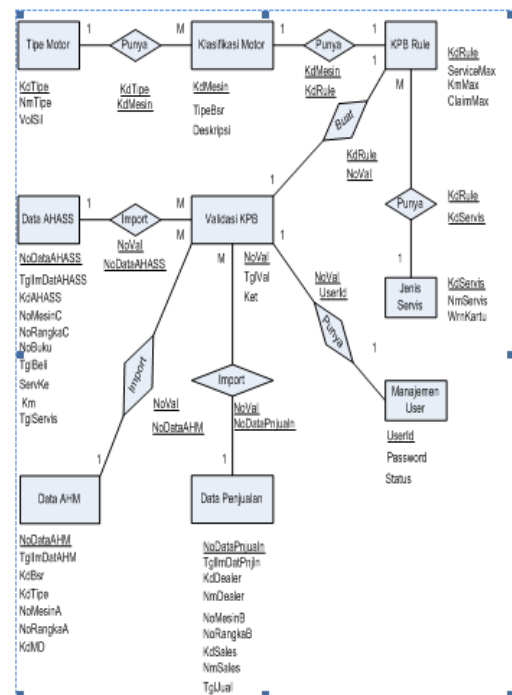 1 M 1 1
Tipe Motor Punya Klasifikasi Motor Punya KPB Rule
KdTipe
NmTipe
VolSil
KdTipe
KdMesin
KdMesin
TipeBsr
Deskripsi
KdMesin
KdRule
1
M
KdRule
ServiceMax
KmMax
ClaimMax
Buat
KdRule
NoVal
1
Punya
KdRule
KdServis
1
Jenis
Servis
KdServis
NmServis
WrnKartu
1 M
Data AHASS Import Validasi KPB
NoVal
NoDataAHASS
M
M
1
NoDataAHASS
TglImDatAHASS
KdAHASS
NoMesinC
NoRangkaC
NoBuku
TglBeli
ServKe
Km
TglServis
NoVal
TglVal
Ket
NoVal
UserId
Punya
1
Manajemen
User
UserId
Password
Status
Import
NoVal
NoDataAHM
1
Import
NoVal
NoDataPnjualn
1
Data AHM
NoDataAHM
TglImDatAHM
KdBsr
KdTipe
NoMesinA
NoRangkaA
KdMD
Data Penjualan
NoDataPnjualn
TglImDatPnjln
KdDealer
NmDealer
NoMesinB
NoRangkaB
KdSales
NmSales
TglJual